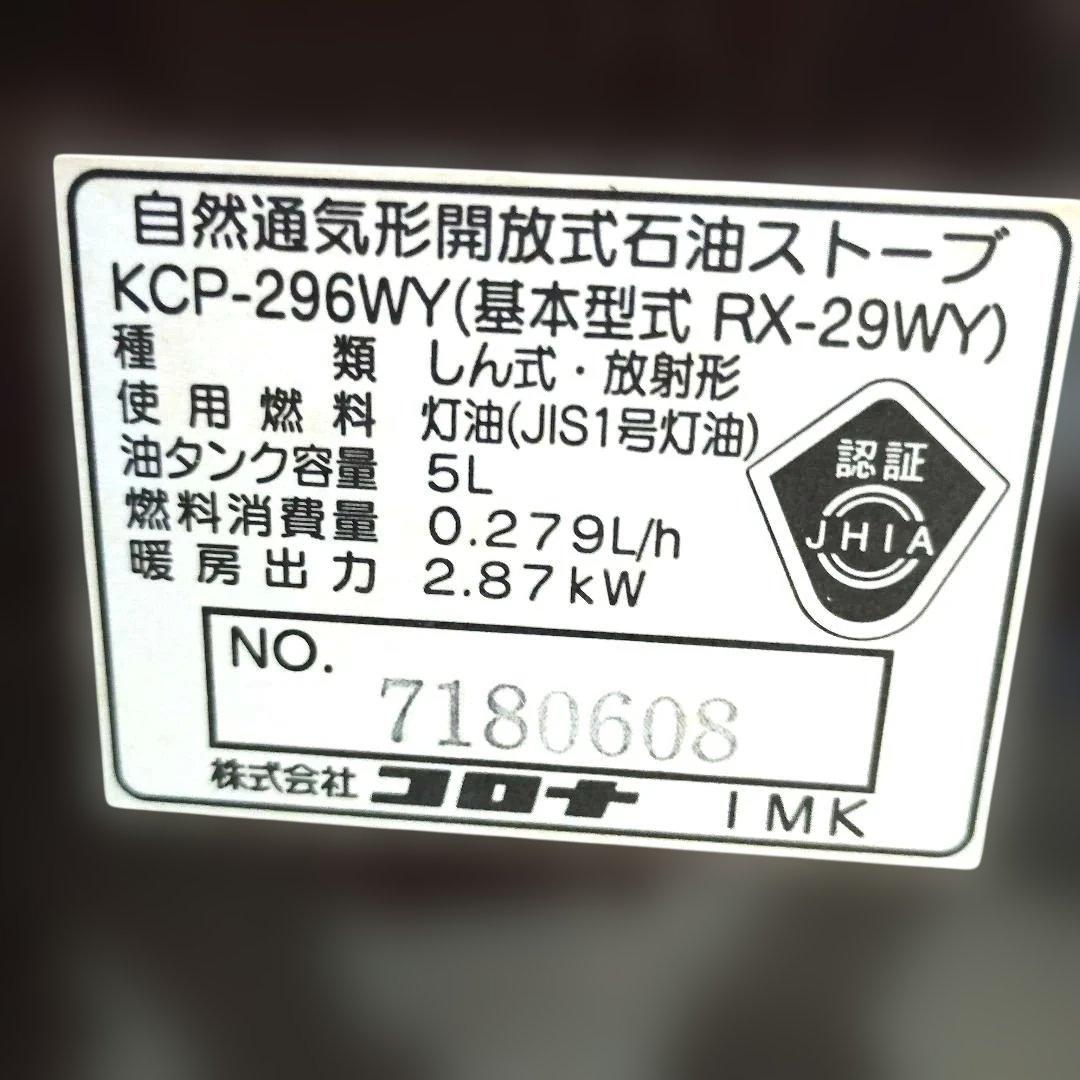 自然通気形開放式石油ストーブ
KCP-296WY(基本型式 RX-29WY)
種類 しん式・放射形
使用燃料 灯油(JIS1号灯油)
油タンク容量 5L
燃料消費量 0.279L/h
暖房出力 2.87kW
認証
JHIA
NO.
7180608
株式会社 コロナ IMK